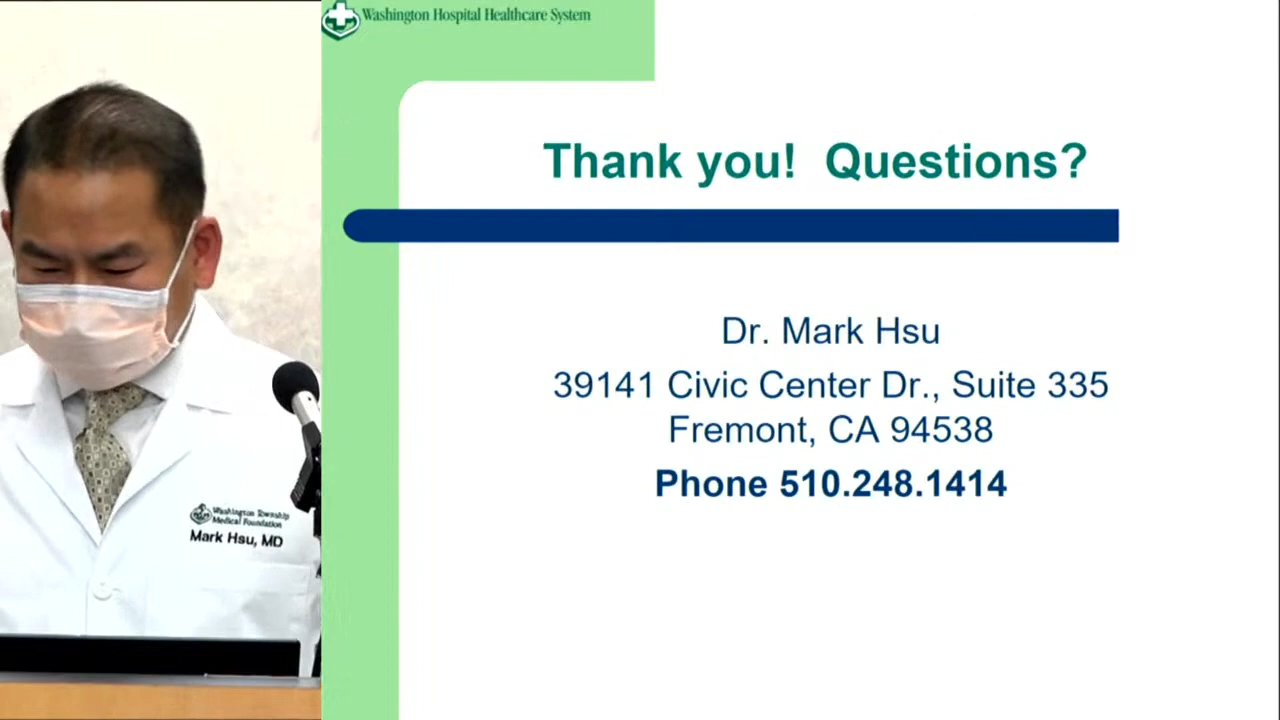 Washington Hospital Healthcare System
Thank you! Questions?
Dr. Mark Hsu
39141 Civic Center Dr., Suite 335
Fremont, CA 94538
Phone 510.248.1414
Washington Township
Medical Foundation
Mark Hsu, MD